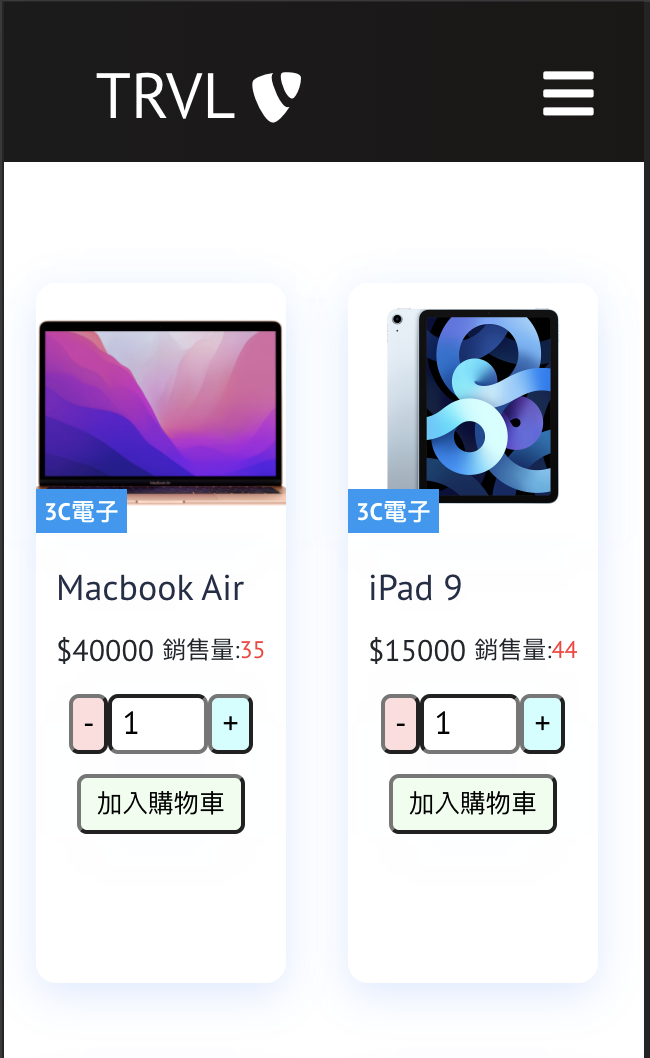 TRVL
3C電子
Macbook Air
$40000 銷售量:35
- 1 +
加入購物車
3C電子
iPad 9
$15000 銷售量:44
- 1 +
加入購物車